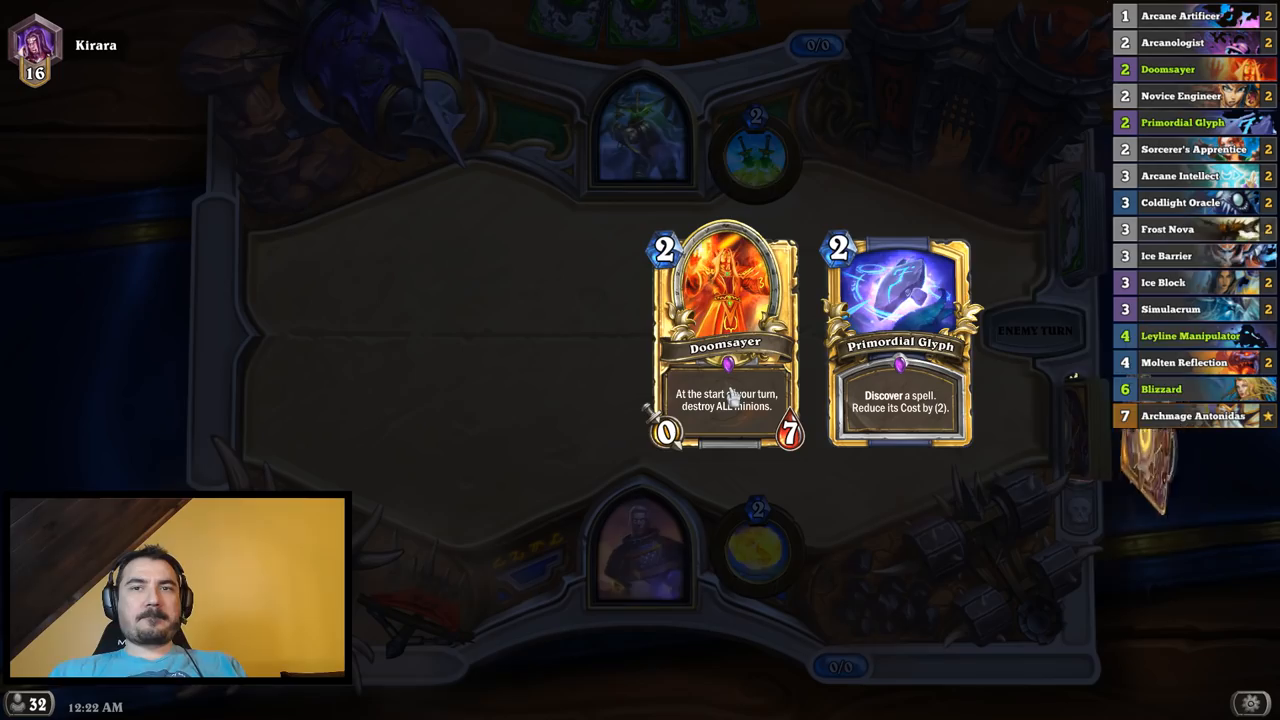 Kirara
16
0/0
2
2
Doomsayer
At the start of your turn,
destroy ALL minions.
0
7
2
Primordial Glyph
Discover a spell.
Reduce its Cost by (2).
ENEMY TURN
2
0/0
1 Arcane Artificer 2
2 Arcanologist 2
2 Doomsayer
2 Novice Engineer 2
2 Primordial Glyph
2 Sorcerer's Apprentice 2
3 Arcane Intellect 2
3 Coldlight Oracle 2
3 Frost Nova 2
3 Ice Barrier 2
3 Ice Block 2
3 Simulacrum 2
4 Leyline Manipulator
4 Molten Reflection 2
6 Blizzard
7 Archmage Antonidas
32
12:22 AM